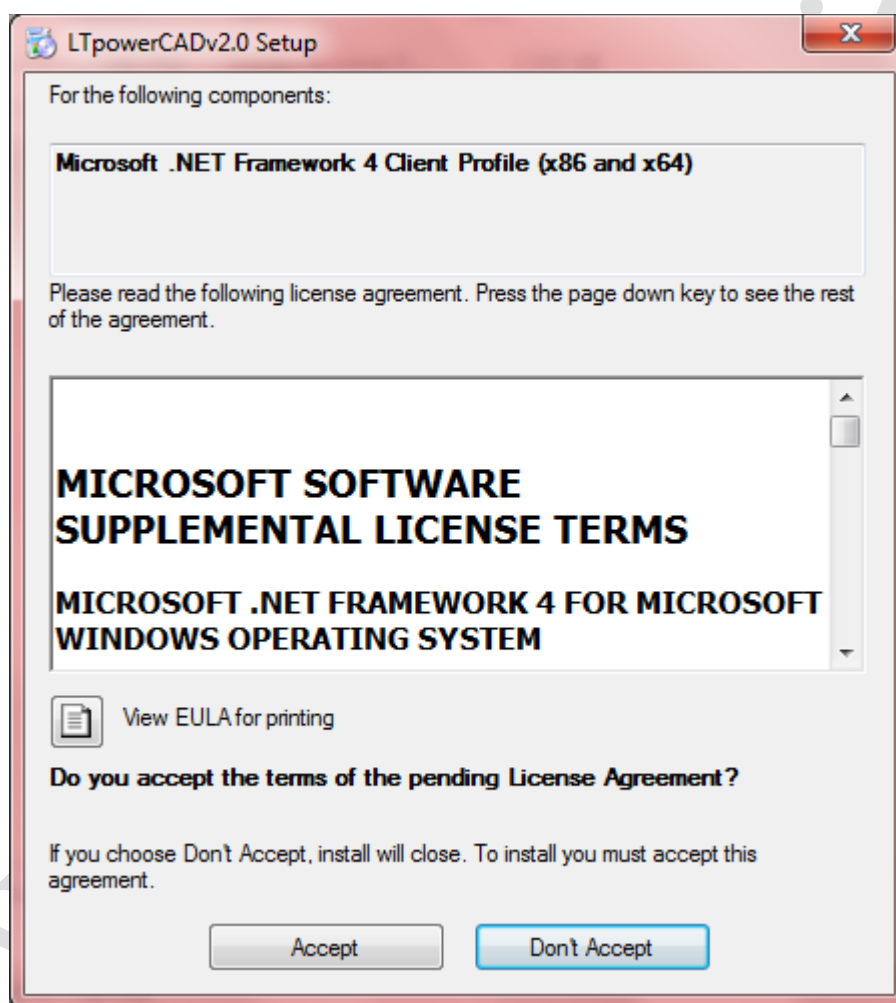 LTpowerCADv2.0 Setup
For the following components:
Microsoft .NET Framework 4 Client Profile (x86 and x64)
Please read the following license agreement. Press the page down key to see the rest
of the agreement.
MICROSOFT SOFTWARE
SUPPLEMENTAL LICENSE TERMS
MICROSOFT .NET FRAMEWORK 4 FOR MICROSOFT
WINDOWS OPERATING SYSTEM
View EULA for printing
Do you accept the terms of the pending License Agreement?
If you choose Don't Accept, install will close. To install you must accept this
agreement.
Accept
Don't Accept